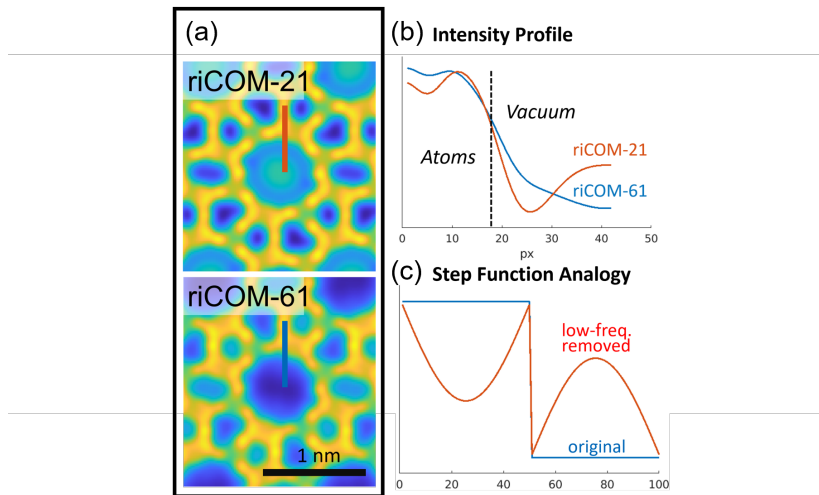 (a)
riCOM-21
riCOM-61
1 nm
(b) Intensity Profile
Vacuum
Atoms
riCOM-21
riCOM-61
0 10 20 30 40 50
px
(c) Step Function Analogy
low-freq.
removed
original
0 20 40 60 80 100